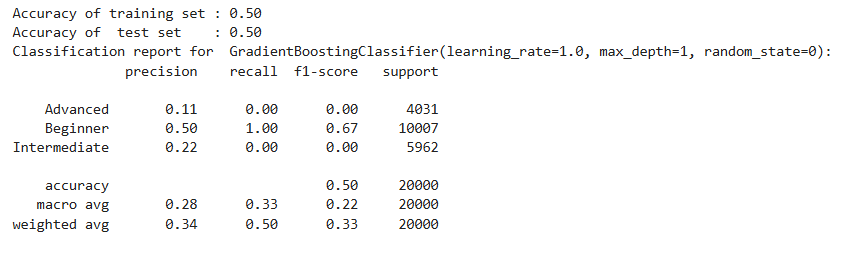 Accuracy of training set : 0.50
Accuracy of  test set    : 0.50
Classification report for  GradientBoostingClassifier(learning_rate=1.0, max_depth=1, random_state=0):
              precision    recall  f1-score   support

    Advanced       0.11      0.00      0.00      4031
    Beginner       0.50      1.00      0.67     10007
Intermediate       0.22      0.00      0.00      5962

    accuracy                           0.50     20000
   macro avg       0.28      0.33      0.22     20000
weighted avg       0.34      0.50      0.33     20000